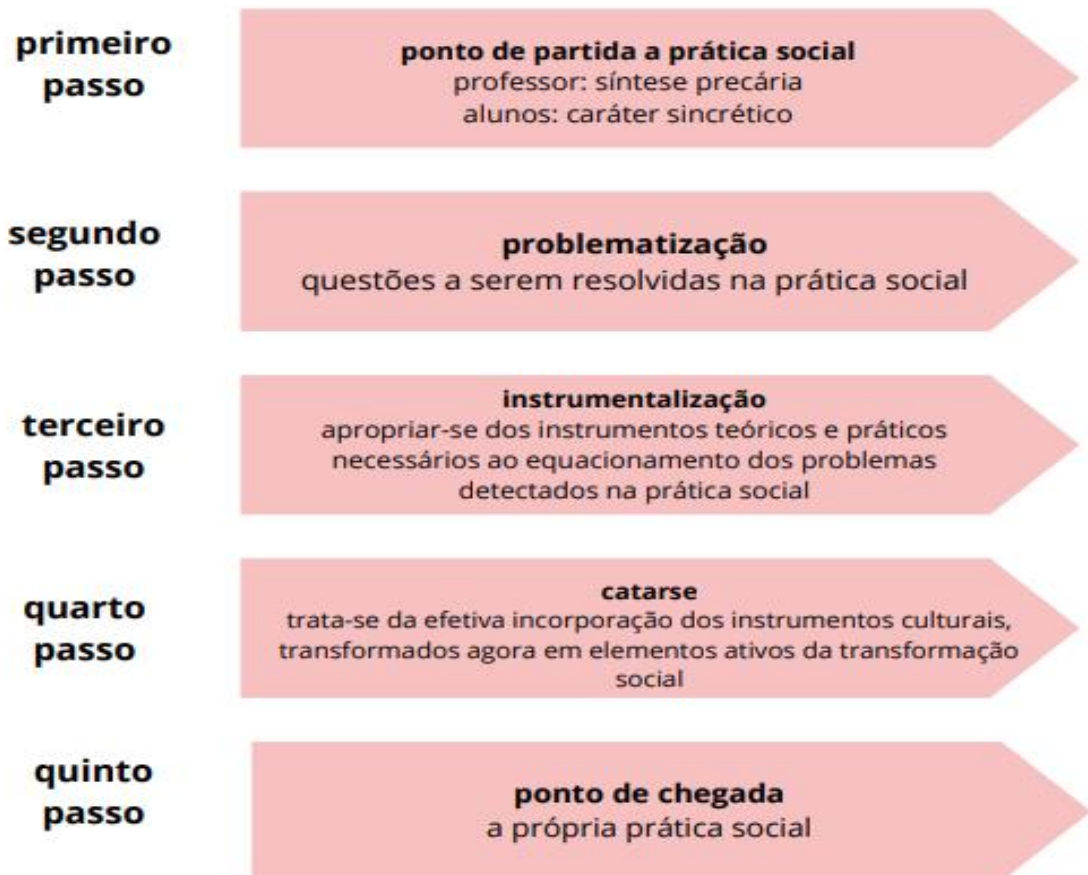 primeiro
passo
ponto de partida a prática social
professor: síntese precária
alunos: caráter sincrético
segundo
passo
problematização
questões a serem resolvidas na prática social
terceiro
passo
instrumentalização
apropriar-se dos instrumentos teóricos e práticos
necessários ao equacionamento dos problemas
detectados na prática social
quarto
passo
catarse
trata-se da efetiva incorporação dos instrumentos culturais,
transformados agora em elementos ativos da transformação
social
quinto
passo
ponto de chegada
a própria prática social